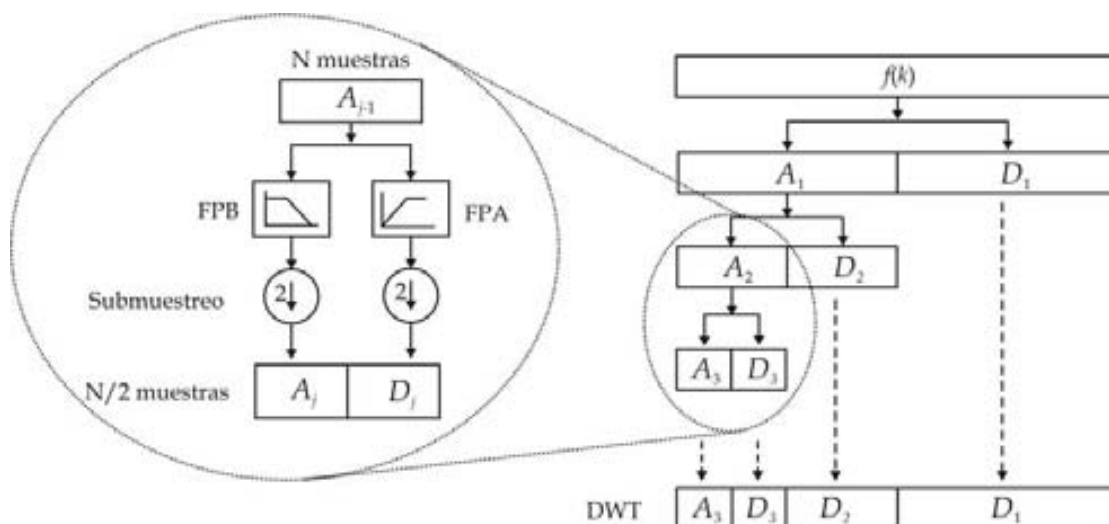 N muestras
A_{j-1}
FPB
FPA
2
2
Submuestreo
N/2 muestras
A_j
D_j
f(k)
A_1
D_1
A_2
D_2
A_3
D_3
DWT
A_3
D_3
D_2
D_1